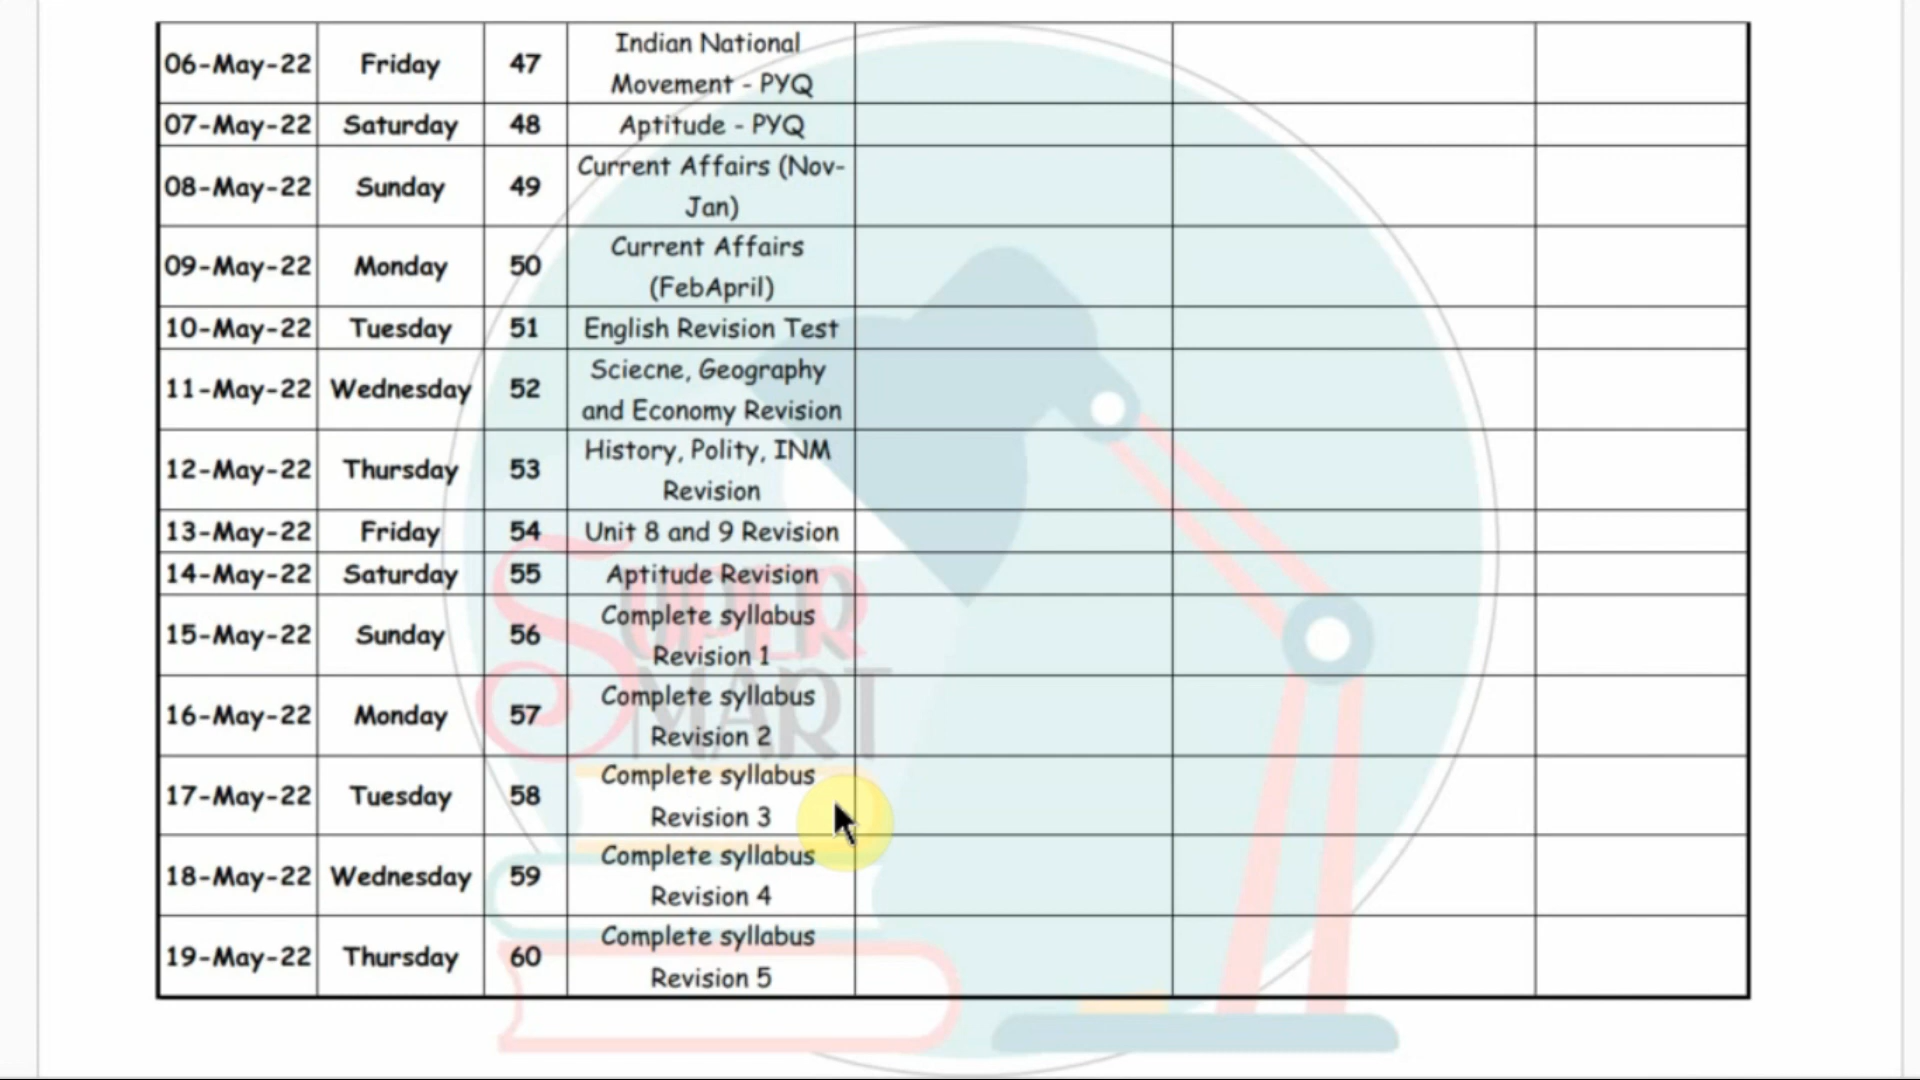 06-May-22 Friday 47 Indian National
Movement - PYQ
07-May-22 Saturday 48 Aptitude - PYQ
08-May-22 Sunday 49 Current Affairs (Nov-
Jan)
09-May-22 Monday 50 Current Affairs
(FebApril)
10-May-22 Tuesday 51 English Revision Test
11-May-22 Wednesday 52 Sciecne, Geography
and Economy Revision
12-May-22 Thursday 53 History, Polity, INM
Revision
13-May-22 Friday 54 Unit 8 and 9 Revision
14-May-22 Saturday 55 Aptitude Revision
15-May-22 Sunday 56 Complete syllabus
Revision 1
16-May-22 Monday 57 Complete syllabus
Revision 2
17-May-22 Tuesday 58 Complete syllabus
Revision 3
18-May-22 Wednesday 59 Complete syllabus
Revision 4
19-May-22 Thursday 60 Complete syllabus
Revision 5
SUPER
SMART